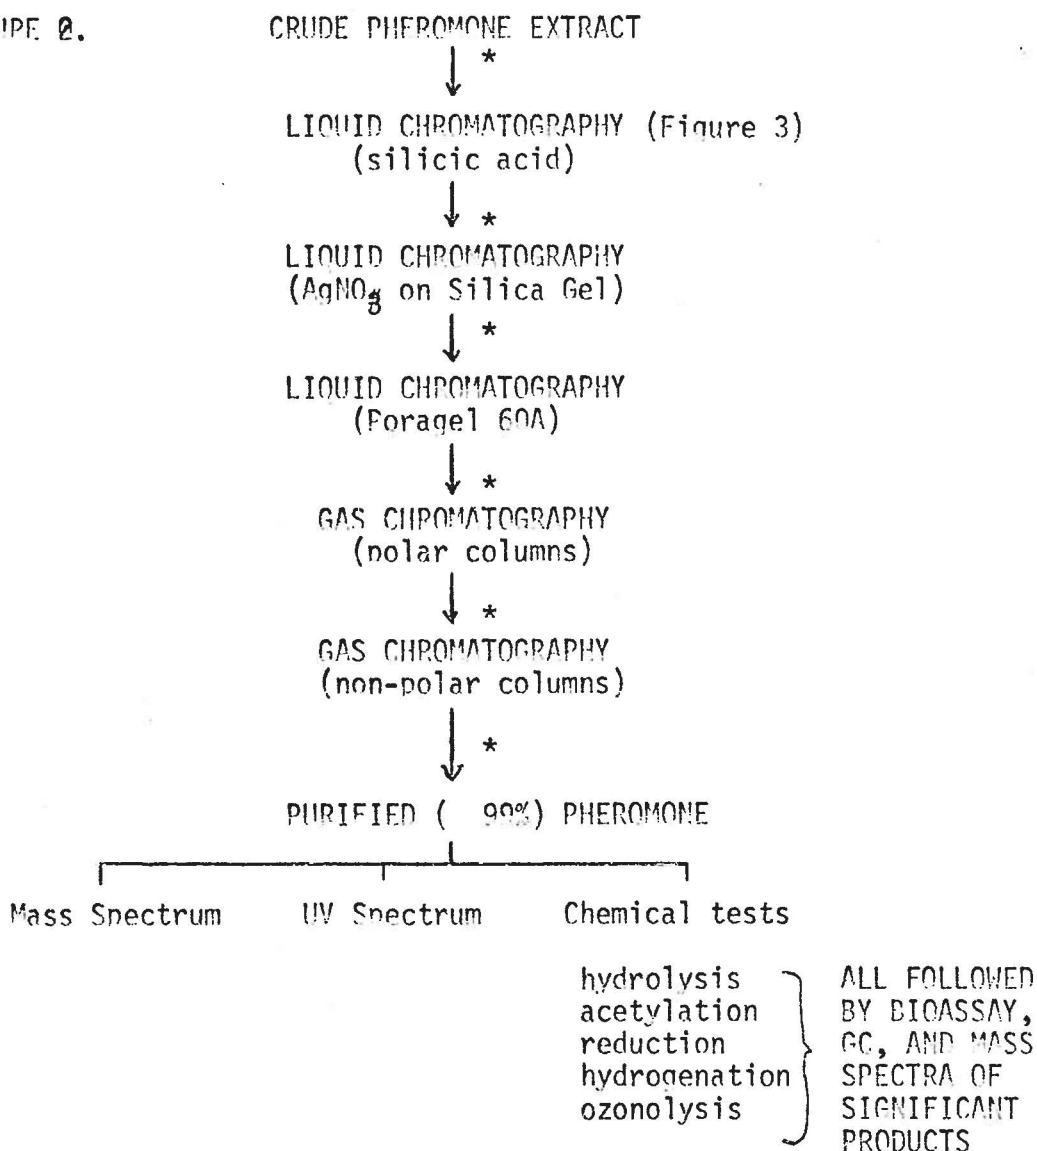 CRUDE PHEROMONE EXTRACT
*
LIQUID CHROMATOGRAPHY (Figure 3)
(silicic acid)
*
LIQUID CHROMATOGRAPHY
(AgNO3 on Silica Gel)
*
LIQUID CHROMATOGRAPHY
(Poragel 60A)
*
GAS CHROMATOGRAPHY
(polar columns)
*
GAS CHROMATOGRAPHY
(non-polar columns)
*
PURIFIED ( 99%) PHEROMONE
Mass Spectrum UV Spectrum Chemical tests
hydrolysis ALL FOLLOWED
acetylation BY BIOASSAY,
reduction GC, AND MASS
hydrogenation SPECTRA OF
ozonolysis SIGNIFICANT
PRODUCTS